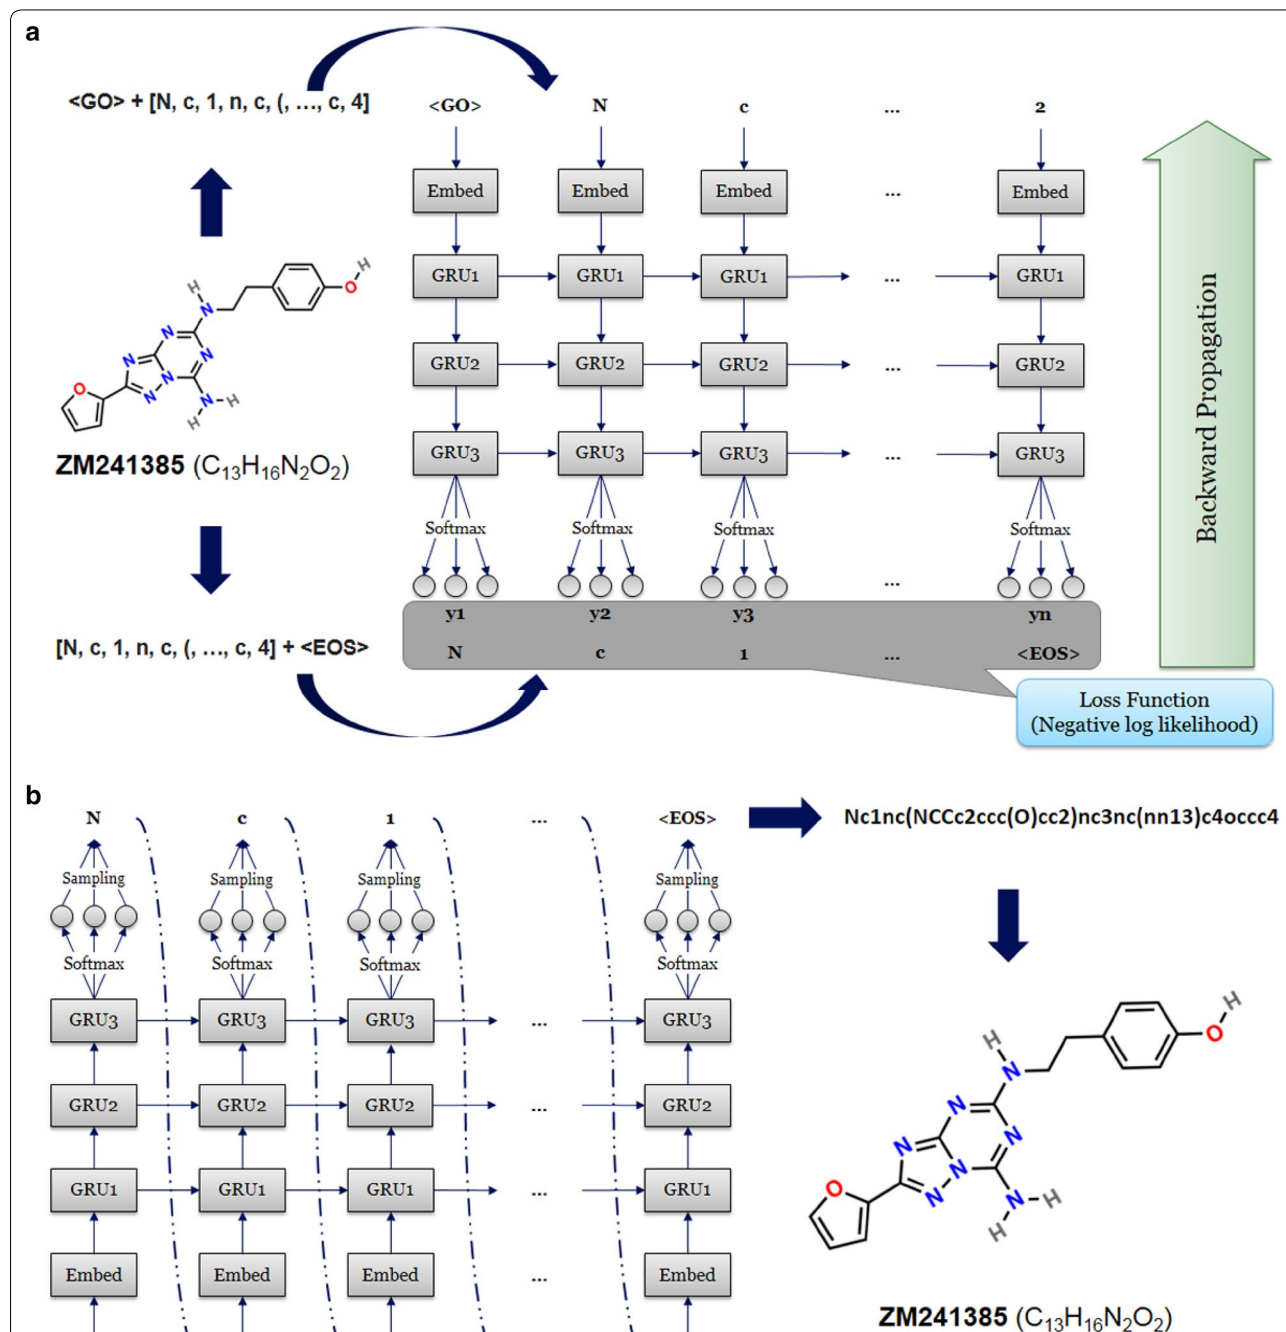 a
<GO> + [N, c, 1, n, c, (, ..., c, 4]
<GO> N c ... 2
Embed Embed Embed ... Embed
GRU1 GRU1 GRU1 ... GRU1
GRU2 GRU2 GRU2 ... GRU2
GRU3 GRU3 GRU3 ... GRU3
Softmax Softmax Softmax Softmax
...
y1 y2 y3 yn
N c 1 ... <EOS>
H
O
H
N
N
N
N
N
N
N
O
N
H
H
ZM241385 (C13H16N2O2)
[N, c, 1, n, c, (, ..., c, 4] + <EOS>
Backward Propagation
Loss Function
(Negative log likelihood)
b
N c 1 ... <EOS>
Sampling Sampling Sampling Sampling
Softmax Softmax Softmax Softmax
GRU3 GRU3 GRU3 ... GRU3
GRU2 GRU2 GRU2 ... GRU2
GRU1 GRU1 GRU1 ... GRU1
Embed Embed Embed ... Embed
Nc1nc(NCCc2ccc(O)cc2)nc3nc(nn13)c4occc4
H
O
H
N
N
N
N
N
N
O
N
N
H
H
ZM241385 (C13H16N2O2)